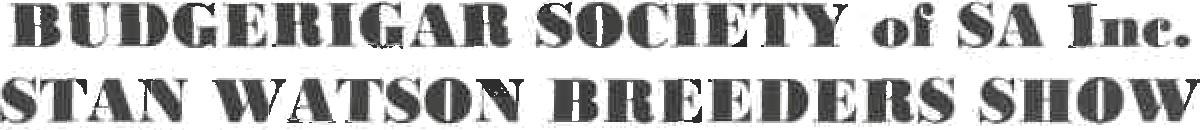 BUDGERIGAR SOCIETY of SA Inc.
STAN WATSON BREEDERS SHOW